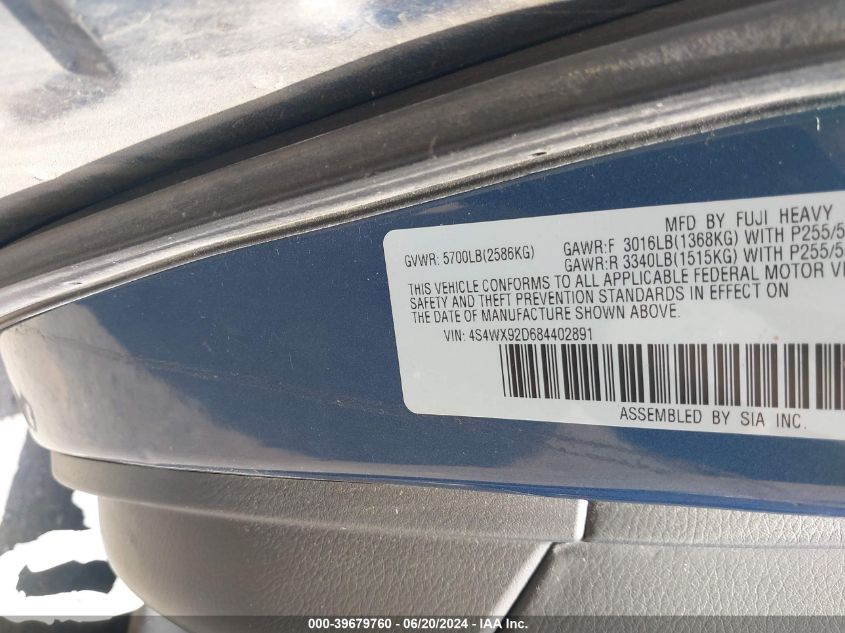 MFD BY FUJI HEAVY
GVWR: 5700LB(2586KG) GAWR:F 3016LB(1368KG) WITH P255/5
GAWR:R 3340LB(1515KG) WITH P255/5
THIS VEHICLE CONFORMS TO ALL APPLICABLE FEDERAL MOTOR
SAFETY AND THEFT PREVENTION STANDARDS IN EFFECT ON
THE DATE OF MANUFACTURE SHOWN ABOVE.
VIN: 4S4WX92D684402891
ASSEMBLED BY SIA INC.
000-39679760 - 06/20/2024 - IAA Inc.